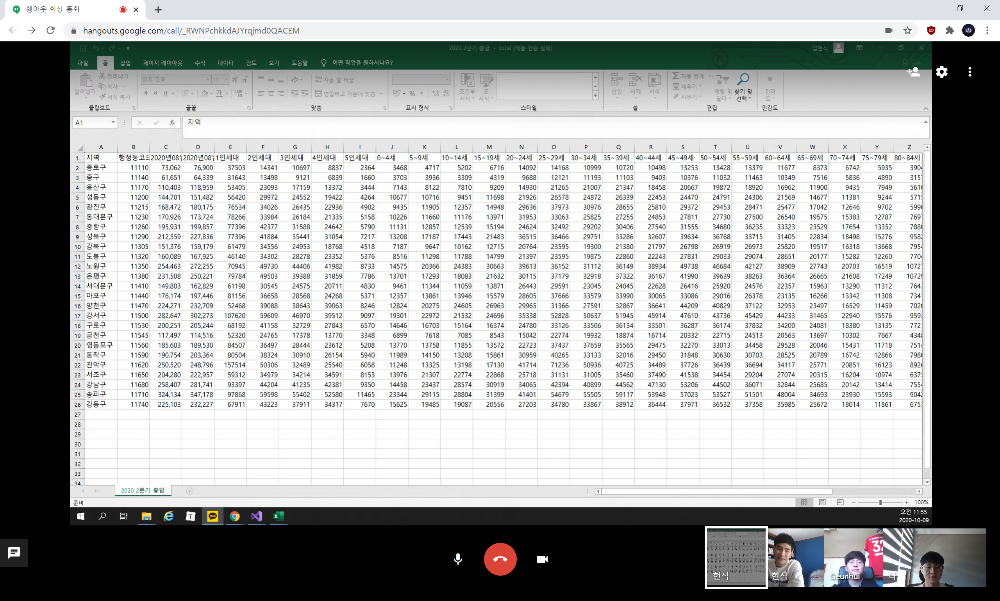 행아웃 화상 통화
hangouts.google.com/call/_RWNPchkkdAJYrqjmd0QACEM
2020 2분기 총합 - Excel (제품 인증 실패) 엄현식
파일 홈 삽입 페이지 레이아웃 수식 데이터 검토 보기 도움말 어떤 작업을 원하시나요? 공유
붙여넣기 잘라내기 복사 서식 복사 클립보드
맑은 고딕 11 가 가 가 가 가 가 내천 글꼴
자동 줄 바꿈 병합하고 가운데 맞춤 맞춤
% 표시 형식
조건부 서식 표 서식 스타일
삽입 삭제 서식 셀
자동 합계 채우기 지우기 정렬 및 필터 찾기 및 선택 편집
민감도 민감도
A1 fx 지역
A B C D E F G H I J K L M N O P Q R S T U V W X Y Z
1 지역 행정동코드 2020년08월 2020년08월 1인세대 2인세대 3인세대 4인세대 5인세대 0~4세 5~9세 10~14세 15~19세 20~24세 25~29세 30~34세 35~39세 40~44세 45~49세 50~54세 55~59세 60~64세 65~69세 70~74세 75~79세 80~84세
2 종로구 11110 73,062 76,900 37503 14341 10697 8837 2364 3468 4717 5202 6716 14092 14168 10999 10720 10498 13253 13428 13379 11677 8373 6742 5935 390
3 중구 11140 61,651 64,339 31643 13498 9121 6839 1660 3703 3936 3309 4319 9688 12121 11193 11103 9403 10376 11032 11463 10349 7516 5836 4890 315
4 용산구 11170 110,403 118,959 53405 23093 17159 13372 3444 7143 8122 7810 9209 14930 21265 21007 21347 18458 20667 19872 18920 16962 11900 9435 7949 561
5 성동구 11200 144,701 151,482 56420 29972 24552 19422 4264 10677 10716 9451 11698 21926 26578 24872 26339 22453 24470 24791 24306 21569 14677 11381 9244 571
6 광진구 11215 168,472 180,175 76534 34026 26435 22936 4902 9435 11905 12357 14948 29636 37973 30976 28655 25810 29372 29453 28471 25477 17042 12646 9702 599
7 동대문구 11230 170,926 173,724 78266 33984 26184 21335 5158 10226 11660 11176 13971 31953 33063 25825 27255 24853 27811 27730 27500 26540 19575 15383 12787 769
8 중랑구 11260 195,931 199,857 77396 42377 31588 24642 5790 11131 12857 12539 15194 24624 32492 29202 30406 27540 31555 34680 36235 33323 23529 17654 13352 788
9 성북구 11290 212,559 227,836 77396 41884 35441 31054 7217 13208 17187 17443 21483 36515 36466 29751 33286 32607 39634 36768 33715 31405 22834 18498 15276 958
10 강북구 11305 151,376 159,179 61479 34556 24953 18768 4518 7187 9647 10162 12715 20764 23595 19300 21380 21797 26798 26919 26973 25820 19517 16318 13668 795
11 도봉구 11320 160,089 167,925 46140 34302 28278 23352 5376 8516 11298 11788 14799 21397 23595 19875 22860 22243 27831 29033 29074 28651 20177 15282 12260 770
12 노원구 11350 254,463 272,255 70945 49730 44406 41982 8733 14575 20366 24383 30663 39613 36152 31112 36149 38934 49738 46684 42127 38909 27743 20703 16519 1072
13 은평구 11380 231,508 250,221 79784 49503 39388 31859 7786 13701 17293 18083 21632 30115 37179 32918 37322 36167 41990 39639 38263 36364 26665 21608 17249 1072
14 서대문구 11410 149,803 162,829 61198 30545 24575 20711 4830 9461 11344 11059 13871 26443 29591 23045 24045 22628 26416 25920 24576 22357 15963 13290 11312 764
15 마포구 11440 176,174 197,446 81156 36658 28568 24268 5371 12357 13861 13946 15579 28605 37666 33579 33990 30065 33086 29016 26378 23135 16266 13342 11308 734
16 양천구 11470 224,271 232,709 52468 39088 38643 39063 8246 12824 20275 24605 26963 29965 31366 27591 32867 36641 44209 40829 37122 32953 23497 16529 11459 702
17 강서구 11500 282,647 302,273 107620 59609 46970 39512 9097 19301 22972 21532 24696 35338 52828 50637 51945 45914 47610 43736 45429 44233 31465 22940 15576 959
18 구로구 11530 200,251 205,244 68192 41158 32729 27843 6570 14646 16703 15164 16374 24780 33126 33506 36134 33501 36287 36174 37832 34200 24081 18380 13135 772
19 금천구 11545 117,497 114,516 52320 24765 17378 13770 3348 6899 7618 7085 8543 15042 22774 19932 18874 16714 20332 22715 24513 20563 13697 10302 7667 434
20 영등포구 11560 185,603 189,530 84507 36497 28444 23612 5208 13770 13758 11855 13572 22723 37437 37659 35565 29475 32270 33013 34458 29528 20046 15431 11718 751
21 동작구 11590 190,754 203,364 80504 38324 30910 26154 5940 11989 14150 13208 15861 30959 40265 33133 32016 29450 31848 30630 30703 28525 20789 16742 12866 798
22 관악구 11620 250,520 248,796 157514 50306 32489 25540 6058 11248 13325 13198 17130 41714 71236 50936 40725 34489 37726 36439 36694 34117 25771 20851 16123 892
23 서초구 11650 204,280 222,957 59312 34979 34214 34591 8153 13976 21307 22774 22868 25718 31131 31005 35460 37490 41538 34454 29204 27074 20315 16204 10974 637
24 강남구 11680 258,407 281,741 93397 44204 41235 42381 9350 14458 23437 28574 30919 34065 42394 40899 44562 47130 53206 44502 36071 32844 25685 20142 13414 755
25 송파구 11710 324,134 347,178 97868 59598 55402 52580 11465 23344 29115 28804 31399 41401 54679 55505 59117 53948 57023 53527 51501 48004 34693 23930 15593 904
26 강동구 11740 225,103 232,227 67911 43223 37911 34317 7670 15625 19485 19087 20556 27203 34780 33867 38912 36444 37971 36532 37358 35985 25672 18014 11861 675
27
28
29
30
31
32
33
34
2020 2분기 총합
준비 100%
T TALK 오전 11:55
2020-10-09
현식 현식 Geunhui 나